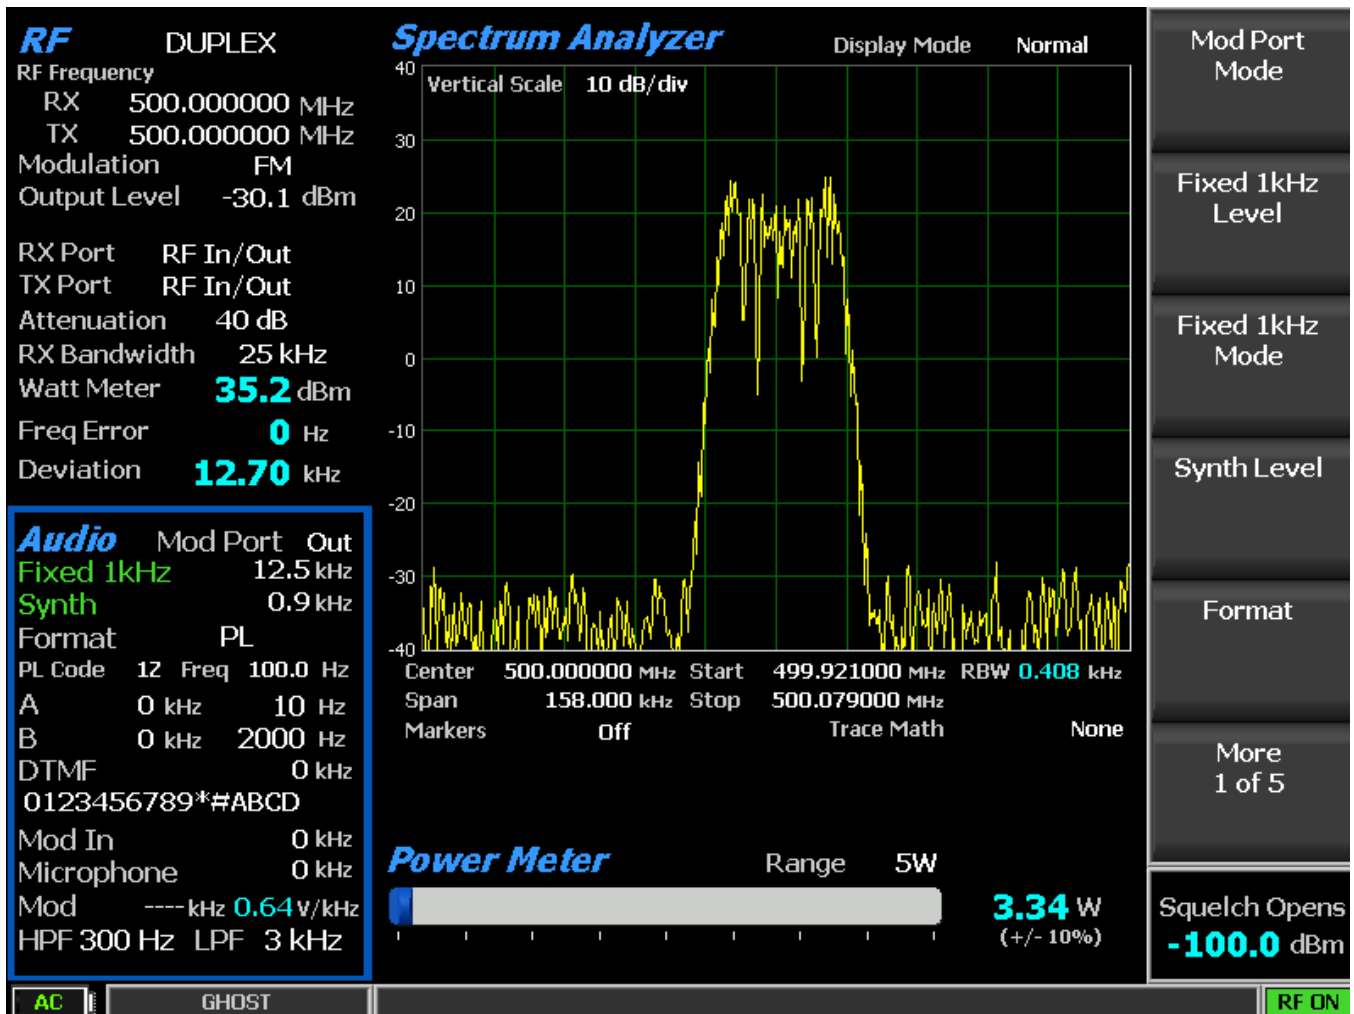 RF DUPLEX
RF Frequency
RX 500.000000 MHz
TX 500.000000 MHz
Modulation FM
Output Level -30.1 dBm
RX Port RF In/Out
TX Port RF In/Out
Attenuation 40 dB
RX Bandwidth 25 kHz
Watt Meter 35.2 dBm
Freq Error 0 Hz
Deviation 12.70 kHz
Audio Mod Port Out
Fixed 1kHz 12.5 kHz
Synth 0.9 kHz
Format PL
PL Code 1Z Freq 100.0 Hz
A 0 kHz 10 Hz
B 0 kHz 2000 Hz
DTMF 0 kHz
0123456789*#ABCD
Mod In 0 kHz
Microphone 0 kHz
Mod ----kHz 0.64 V/kHz
HPF 300 Hz LPF 3 kHz
Spectrum Analyzer Display Mode Normal
Vertical Scale 10 dB/div
40
30
20
10
0
-10
-20
-30
-40
Center 500.000000 MHz Start 499.921000 MHz RBW 0.408 kHz
Span 158.000 kHz Stop 500.079000 MHz
Markers Off Trace Math None
Power Meter Range 5W
3.34 W
(+/- 10%)
Mod Port
Mode
Fixed 1kHz
Level
Fixed 1kHz
Mode
Synth Level
Format
More
1 of 5
Squelch Opens
-100.0 dBm
AC GHOST RF ON